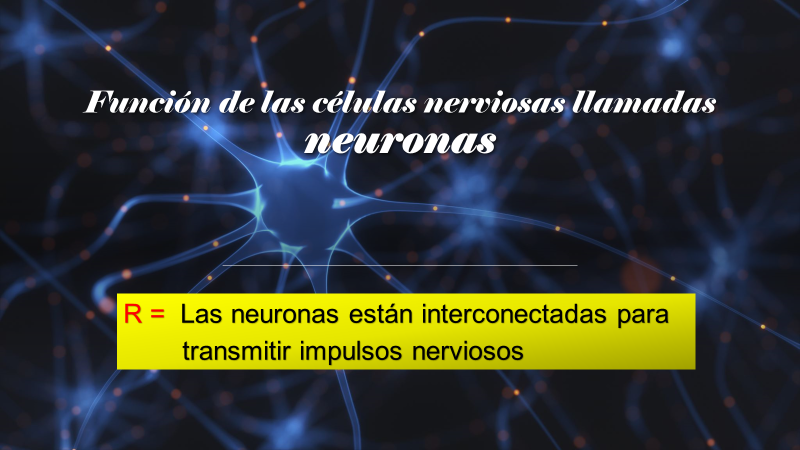 Función de las células nerviosas llamadas
neuronas
R = Las neuronas están interconectadas para
transmitir impulsos nerviosos